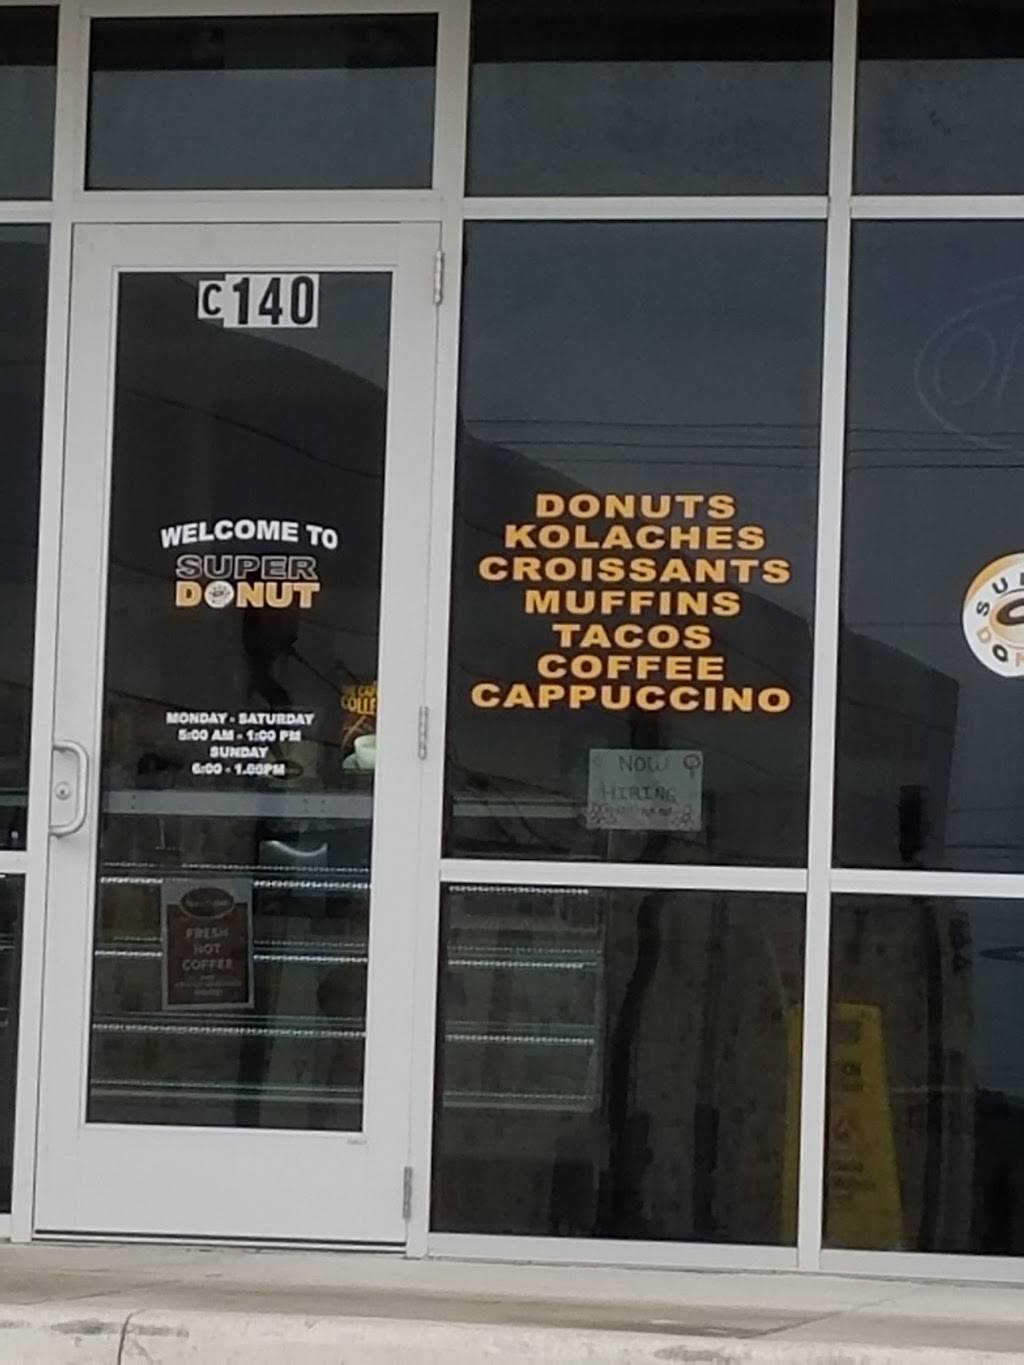 C 140
WELCOME TO
SUPER
DONUT
MONDAY - SATURDAY
5:00 AM - 1:00 PM
SUNDAY
6:00 - 1.00PM
FRESH
HOT
COFFEE
DONUTS
KOLACHES
CROISSANTS
MUFFINS
TACOS
COFFEE
CAPPUCCINO
NOW
HIRING